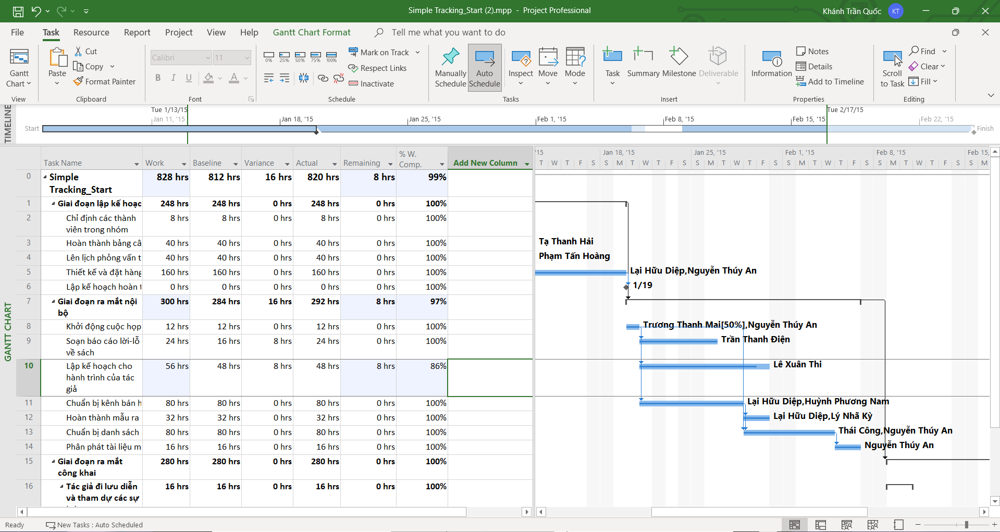 Simple Tracking_Start (2).mpp - Project Professional
Khánh Trần Quốc
KT
File Task Resource Report Project View Help Gantt Chart Format Tell me what you want to do
Gantt Chart
View
Paste
Cut
Copy
Format Painter
Clipboard
Calibri 11
B I U A
Font
0% 25% 50% 75% 100%
Mark on Track
Respect Links
Inactivate
Schedule
Manually Schedule
Auto Schedule
Inspect
Move
Mode
Tasks
Task
Summary
Milestone
Deliverable
Insert
Information
Notes
Details
Add to Timeline
Properties
Scroll to Task
Find
Clear
Fill
Editing
TIMELINE
Tue 1/13/15 Tue 2/17/15
Jan 11, '15 Jan 18, '15 Jan 25, '15 Feb 1, '15 Feb 8, '15 Feb 15, '15 Feb 22, '15
Start Finish
GANTT CHART
Task Name Work Baseline Variance Actual Remaining % W. Comp. Add New Column
0 Simple Tracking_Start 828 hrs 812 hrs 16 hrs 820 hrs 8 hrs 99%
1 Giai đoạn lập kế hoạc 248 hrs 248 hrs 0 hrs 248 hrs 0 hrs 100%
2 Chỉ định các thành viên trong nhóm 8 hrs 8 hrs 0 hrs 8 hrs 0 hrs 100%
3 Hoàn thành bảng câ 40 hrs 40 hrs 0 hrs 40 hrs 0 hrs 100%
4 Lên lịch phỏng vấn t 40 hrs 40 hrs 0 hrs 40 hrs 0 hrs 100%
5 Thiết kế và đặt hàng 160 hrs 160 hrs 0 hrs 160 hrs 0 hrs 100%
6 Lập kế hoạch hoàn t 0 hrs 0 hrs 0 hrs 0 hrs 0 hrs 100%
7 Giai đoạn ra mắt nội bộ 300 hrs 284 hrs 16 hrs 292 hrs 8 hrs 97%
8 Khởi động cuộc họp 12 hrs 12 hrs 0 hrs 12 hrs 0 hrs 100%
9 Soạn báo cáo lời-lỗ về sách 24 hrs 16 hrs 8 hrs 24 hrs 0 hrs 100%
10 Lập kế hoạch cho hành trình của tác giả 56 hrs 48 hrs 8 hrs 48 hrs 8 hrs 86%
11 Chuẩn bị kênh bán h 80 hrs 80 hrs 0 hrs 80 hrs 0 hrs 100%
12 Hoàn thành mẫu ra 32 hrs 32 hrs 0 hrs 32 hrs 0 hrs 100%
13 Chuẩn bị danh sách 80 hrs 80 hrs 0 hrs 80 hrs 0 hrs 100%
14 Phân phát tài liệu m 16 hrs 16 hrs 0 hrs 16 hrs 0 hrs 100%
15 Giai đoạn ra mắt công khai 280 hrs 280 hrs 0 hrs 280 hrs 0 hrs 100%
16 Tác giả đi lưu diễn và tham dự các sự 16 hrs 16 hrs 0 hrs 16 hrs 0 hrs 100%
'15 Jan 18, '15 Jan 25, '15 Feb 1, '15 Feb 8, '15 Feb 15,
T W T F S S M T W T F S S M T W T F S S M T W T F S S M T W T F S S M
Tạ Thanh Hải
Phạm Tấn Hoàng
Lại Hữu Diệp,Nguyễn Thúy An
1/19
Trương Thanh Mai[50%],Nguyễn Thúy An
Trần Thanh Điện
Lê Xuân Thi
Lại Hữu Diệp,Huỳnh Phương Nam
Lại Hữu Diệp,Lý Nhã Kỳ
Thái Công,Nguyễn Thúy An
Nguyễn Thúy An
Ready New Tasks : Auto Scheduled